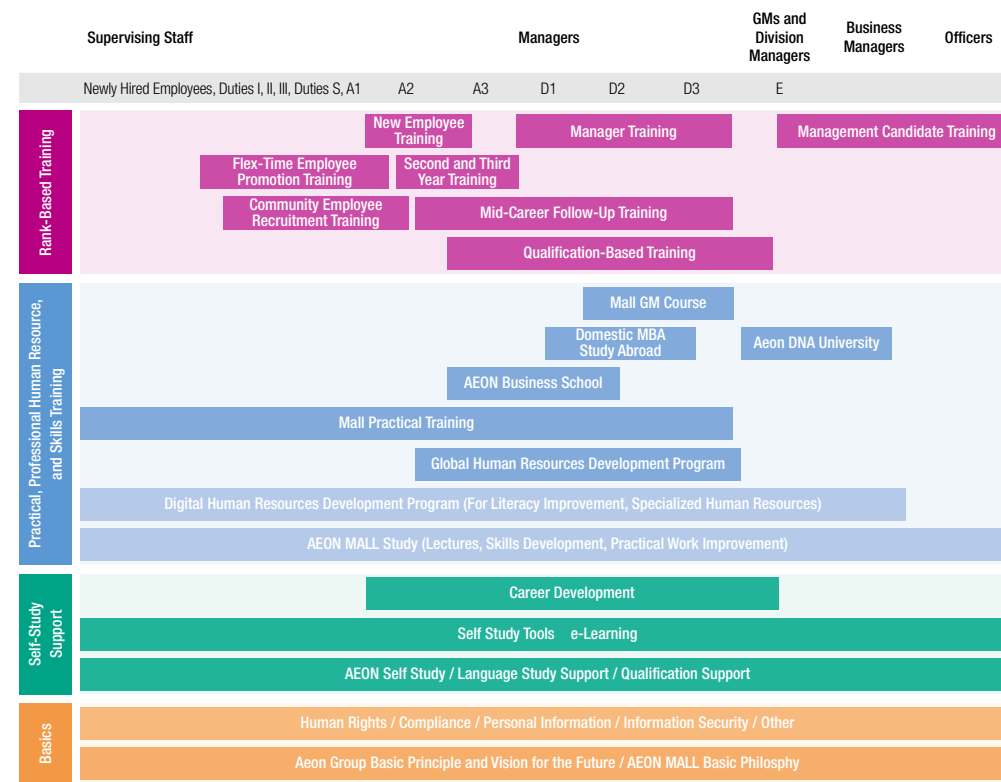 Supervising Staff
Managers
GMs and
Division
Managers
Business
Managers
Officers
Newly Hired Employees, Duties I, II, III, Duties S, A1 A2 A3 D1 D2 D3 E
Rank-Based Training
New Employee
Training
Manager Training
Management Candidate Training
Flex-Time Employee
Promotion Training
Second and Third
Year Training
Community Employee
Recruitment Training
Mid-Career Follow-Up Training
Qualification-Based Training
Practical, Professional Human Resource,
and Skills Training
Mall GM Course
Domestic MBA
Study Abroad
Aeon DNA University
AEON Business School
Mall Practical Training
Global Human Resources Development Program
Digital Human Resources Development Program (For Literacy Improvement, Specialized Human Resources)
AEON MALL Study (Lectures, Skills Development, Practical Work Improvement)
Self-Study
Support
Career Development
Self Study Tools e-Learning
AEON Self Study / Language Study Support / Qualification Support
Basics
Human Rights / Compliance / Personal Information / Information Security / Other
Aeon Group Basic Principle and Vision for the Future / AEON MALL Basic Philosphy